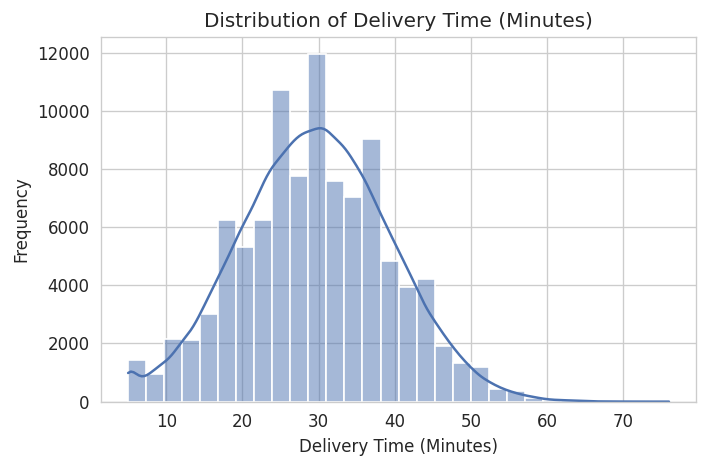 Distribution of Delivery Time (Minutes)
12000
10000
8000
6000
4000
2000
0
Frequency
10 20 30 40 50 60 70
Delivery Time (Minutes)